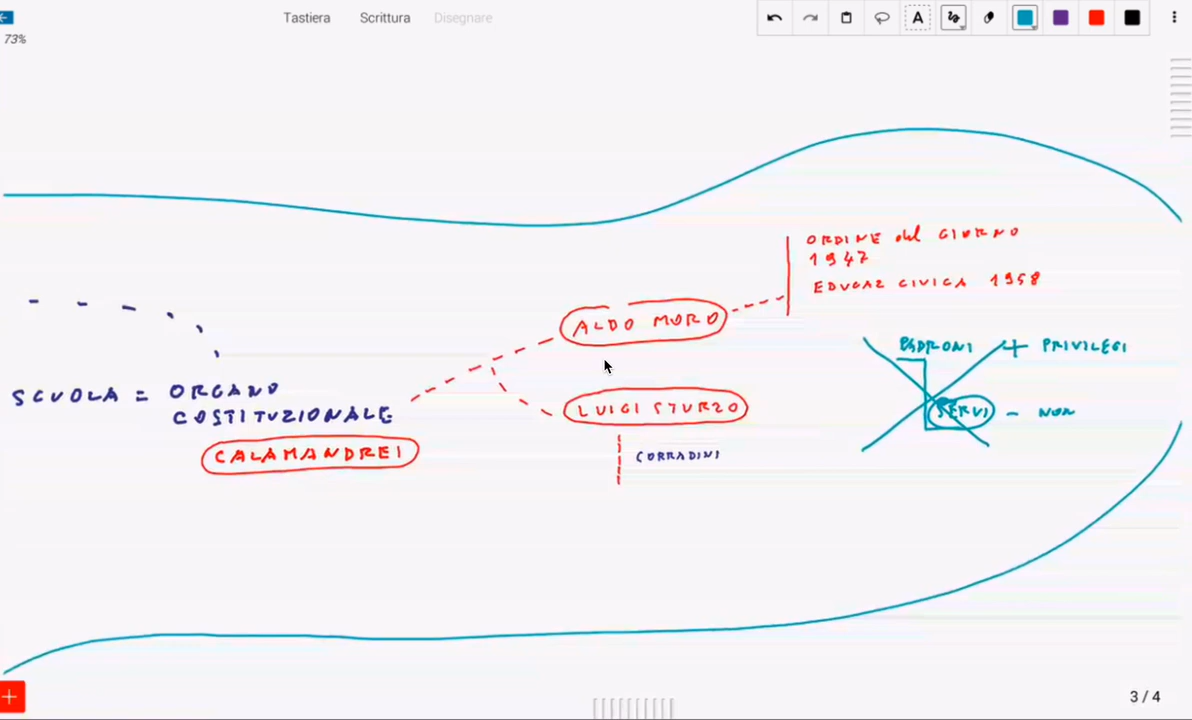 Tastiera Scrittura Disegnare
A
73%
ORDINE del GIORNO
1947
EDUCAZ CIVICA 1958
ALDO MORO
PADRONI + PRIVILEGI
SCUOLA = ORGANO
COSTITUZIONALE
LUIGI STURZO
SERVI - NON
CALAMANDREI
CORRADINI
3 / 4